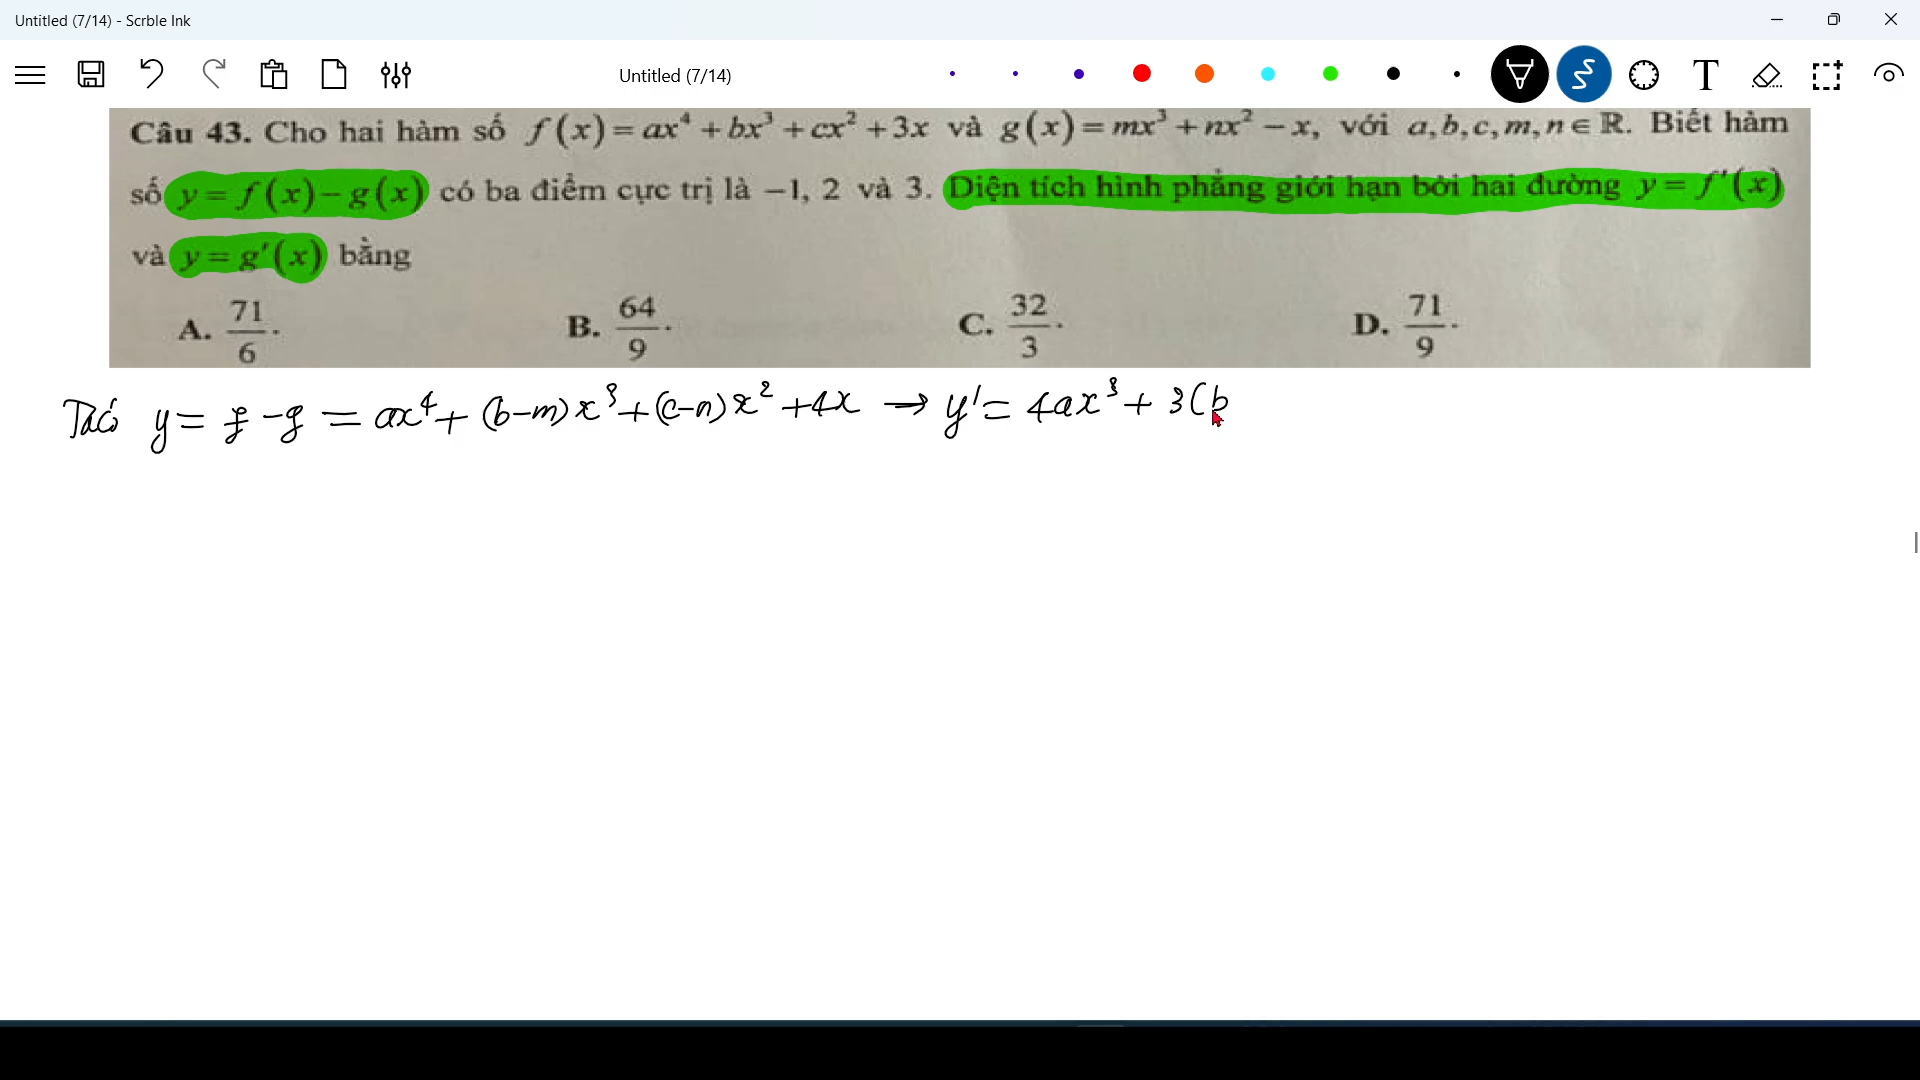 Untitled (7/14) - Scrble Ink
Untitled (7/14)
T
Câu 43. Cho hai hàm số f(x) = ax⁴ + bx³ + cx² + 3x và g(x) = mx³ + nx² − x, với a, b, c, m, n ∈ ℝ. Biết hàm
số y = f(x) − g(x) có ba điểm cực trị là −1, 2 và 3. Diện tích hình phẳng giới hạn bởi hai đường y = f'(x)
và y = g'(x) bằng
A. 71/6. B. 64/9. C. 32/3. D. 71/9.
Ta có y = f - g = ax⁴ + (b-m)x³ + (c-n)x² + 4x → y' = 4ax³ + 3(b